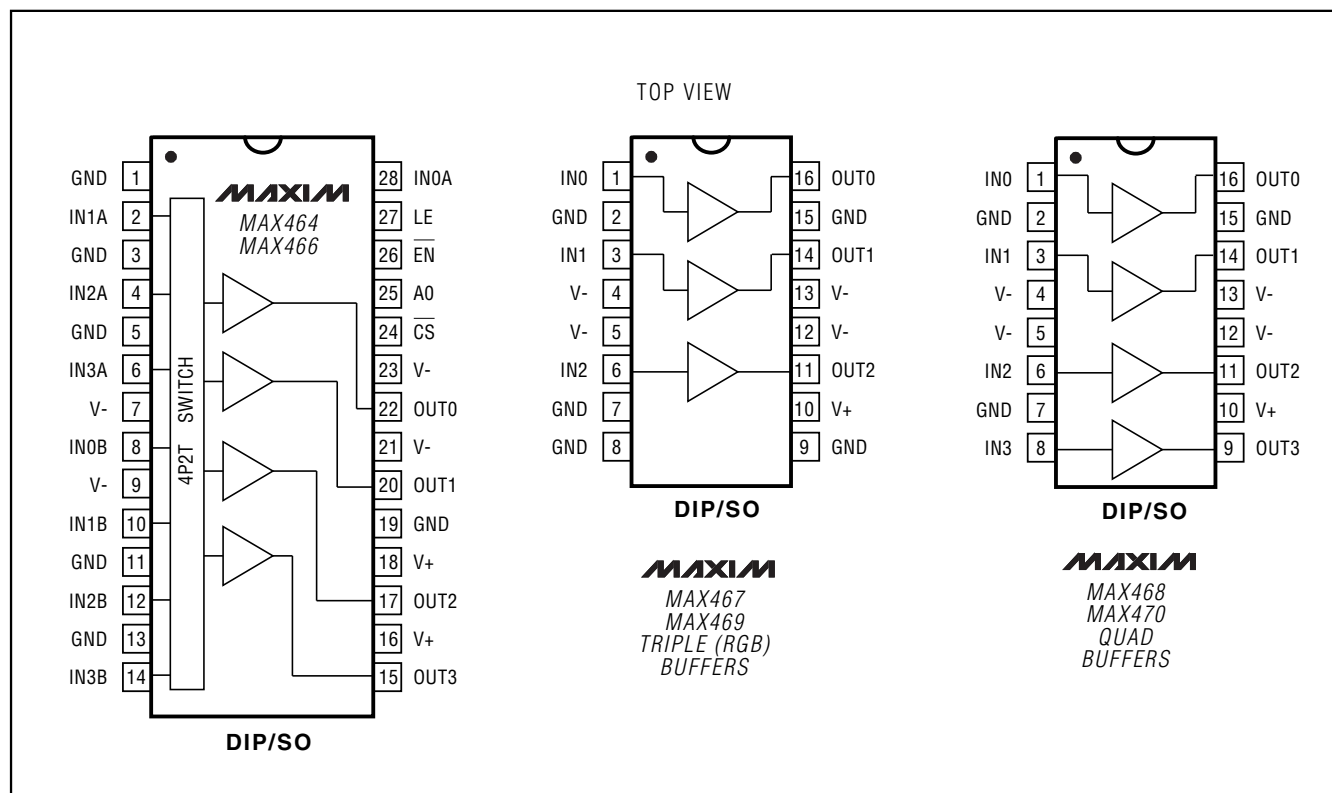 TOP VIEW
GND 1
IN1A 2
GND 3
IN2A 4
GND 5
IN3A 6
V- 7
IN0B 8
V- 9
IN1B 10
GND 11
IN2B 12
GND 13
IN3B 14
4P2T SWITCH
MAXIM
MAX464
MAX466
28 IN0A
27 LE
26 E̅N̅
25 A0
24 C̅S̅
23 V-
22 OUT0
21 V-
20 OUT1
19 GND
18 V+
17 OUT2
16 V+
15 OUT3
DIP/SO
IN0 1
GND 2
IN1 3
V- 4
V- 5
IN2 6
GND 7
GND 8
16 OUT0
15 GND
14 OUT1
13 V-
12 V-
11 OUT2
10 V+
9 GND
DIP/SO
MAXIM
MAX467
MAX469
TRIPLE (RGB)
BUFFERS
IN0 1
GND 2
IN1 3
V- 4
V- 5
IN2 6
GND 7
IN3 8
16 OUT0
15 GND
14 OUT1
13 V-
12 V-
11 OUT2
10 V+
9 OUT3
DIP/SO
MAXIM
MAX468
MAX470
QUAD
BUFFERS